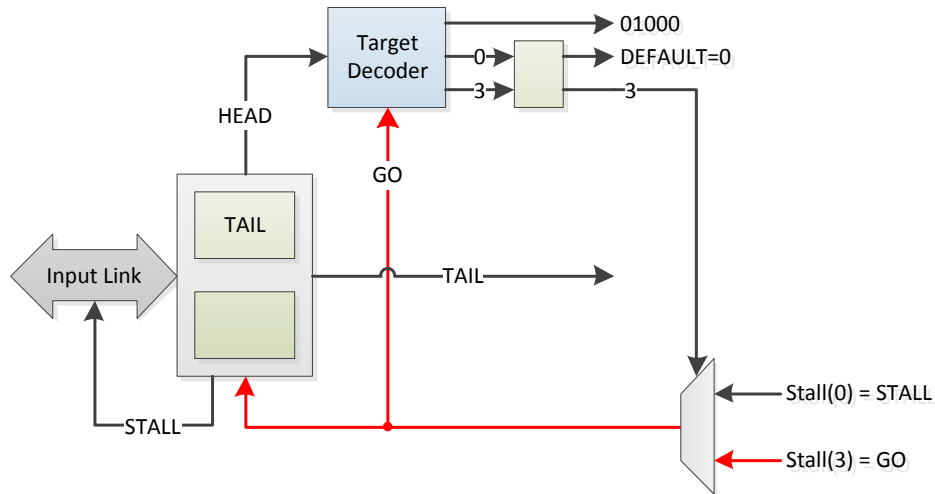 01000
Target
Decoder
0
DEFAULT=0
3
3
HEAD
GO
TAIL
Input Link
TAIL
Stall(0) = STALL
STALL
Stall(3) = GO